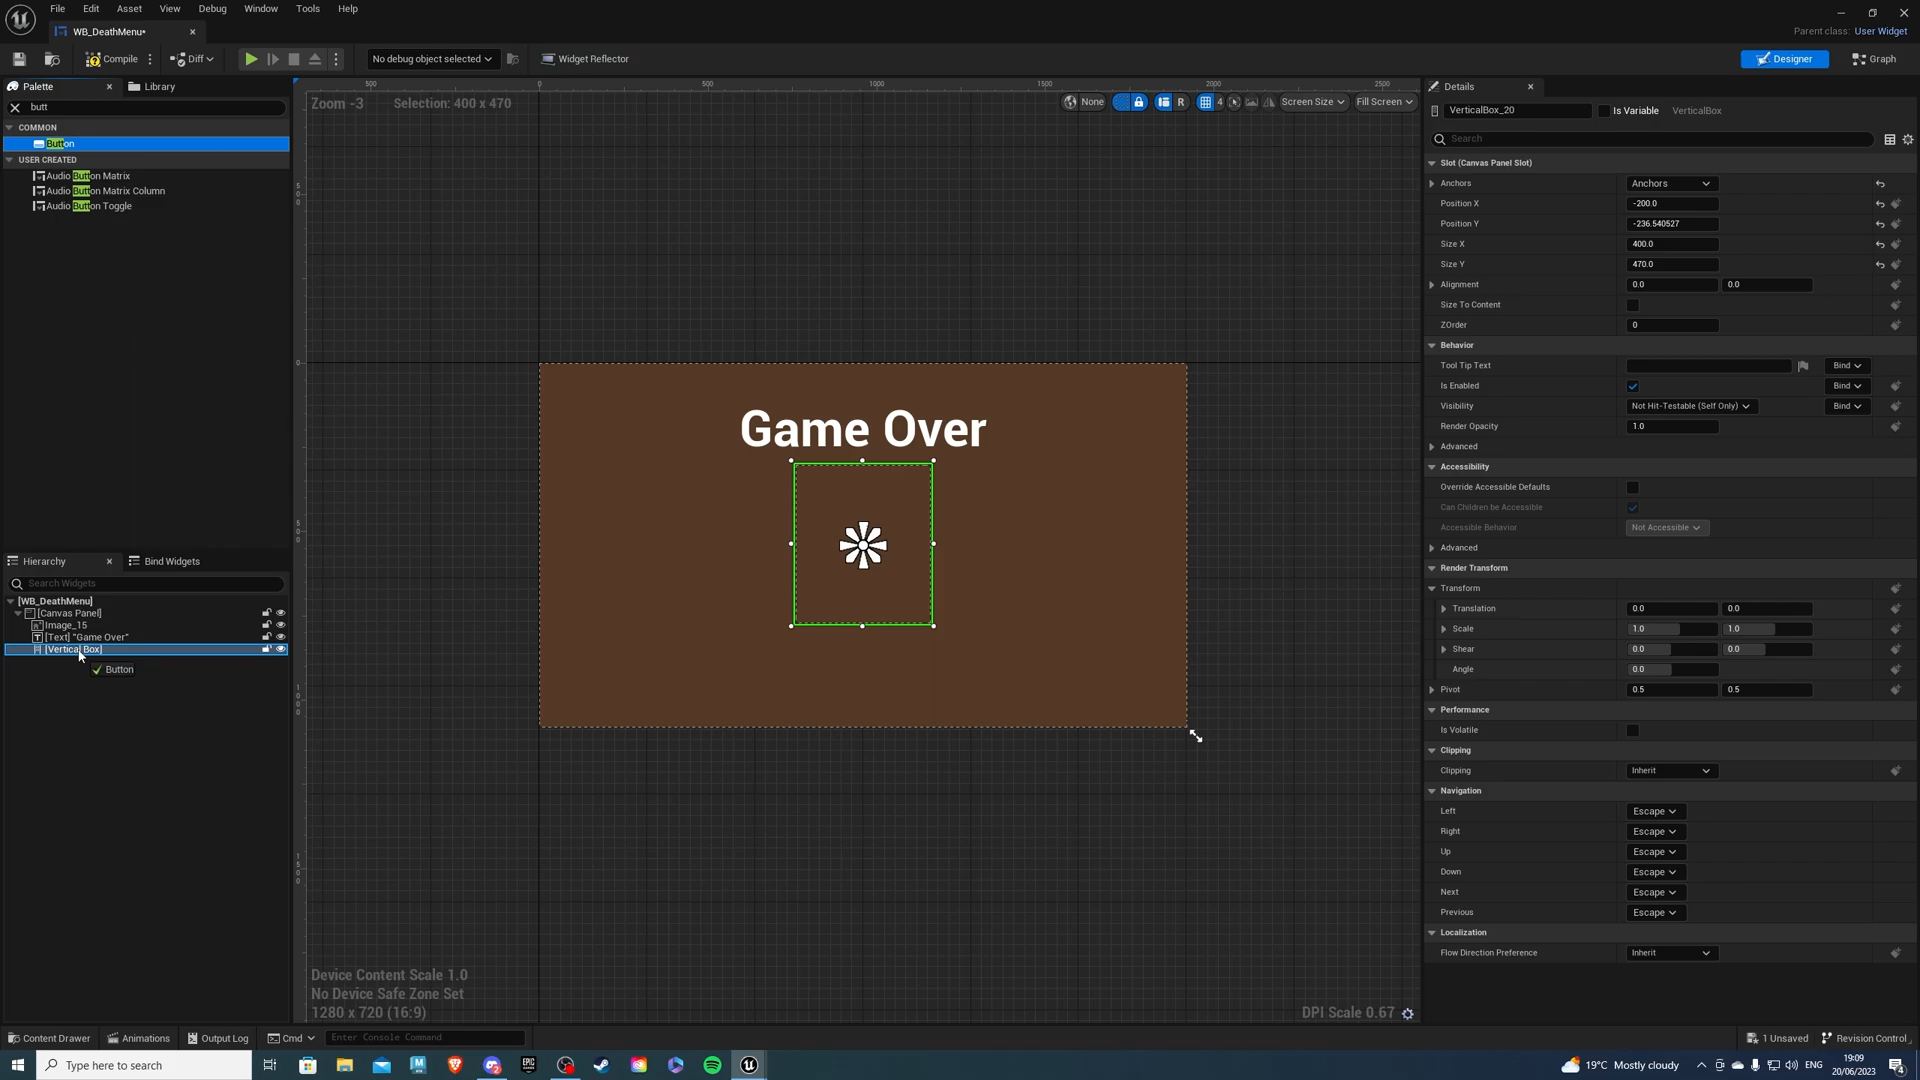 File Edit Asset View Debug Window Tools Help
WB_DeathMenu•
Parent class: User Widget
Compile Diff No debug object selected Widget Reflector Designer Graph
Palette Library
butt
COMMON
Button
USER CREATED
Audio Button Matrix
Audio Button Matrix Column
Audio Button Toggle
Hierarchy Bind Widgets
Search Widgets
[WB_DeathMenu]
[Canvas Panel]
Image_15
[Text] "Game Over"
[Vertical Box]
Button
500 0 500 1000 1500 2000 2500
Zoom -3 Selection: 400 x 470
None R 4 Screen Size Fill Screen
Game Over
Device Content Scale 1.0
No Device Safe Zone Set
1280 x 720 (16:9)
DPI Scale 0.67
Details
VerticalBox_20 Is Variable VerticalBox
Search
Slot (Canvas Panel Slot)
Anchors Anchors
Position X -200.0
Position Y -236.540527
Size X 400.0
Size Y 470.0
Alignment 0.0 0.0
Size To Content
ZOrder 0
Behavior
Tool Tip Text Bind
Is Enabled Bind
Visibility Not Hit-Testable (Self Only) Bind
Render Opacity 1.0
Advanced
Accessibility
Override Accessible Defaults
Can Children be Accessible
Accessible Behavior Not Accessible
Advanced
Render Transform
Transform
Translation 0.0 0.0
Scale 1.0 1.0
Shear 0.0 0.0
Angle 0.0
Pivot 0.5 0.5
Performance
Is Volatile
Clipping
Clipping Inherit
Navigation
Left Escape
Right Escape
Up Escape
Down Escape
Next Escape
Previous Escape
Localization
Flow Direction Preference Inherit
Content Drawer Animations Output Log Cmd Enter Console Command 1 Unsaved Revision Control
Type here to search 19°C Mostly cloudy ENG 19:09
20/06/2023 4